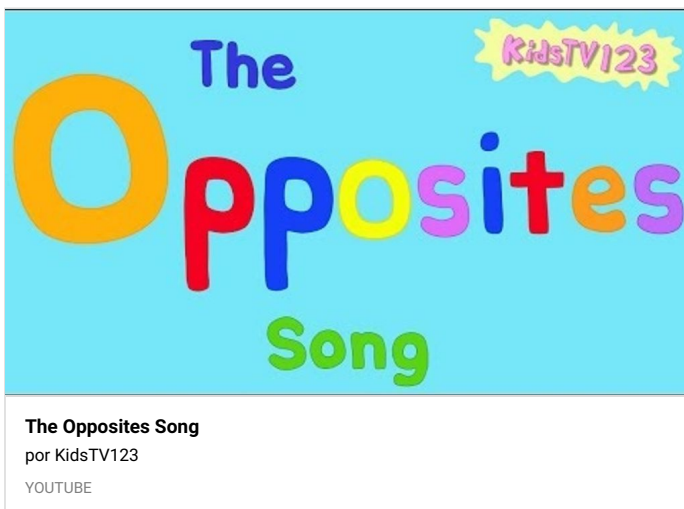 The
KidsTV123
Opposites
Song
The Opposites Song
por KidsTV123
YOUTUBE